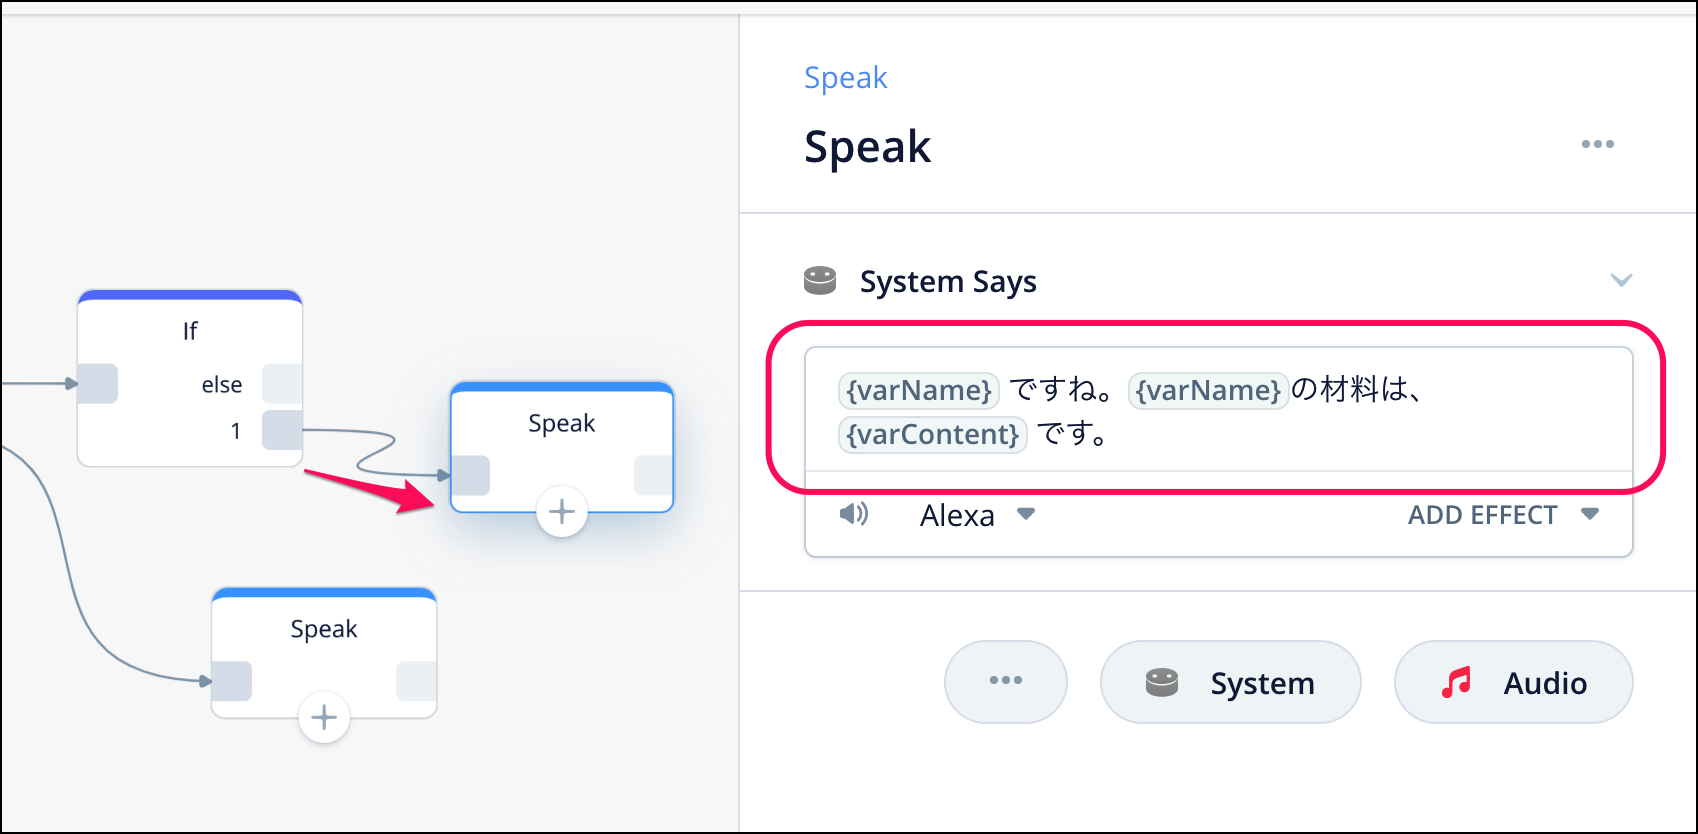 If
else
1
Speak
Speak
Speak
Speak
System Says
{varName} ですね。{varName}の材料は、
{varContent} です。
Alexa
ADD EFFECT
System
Audio